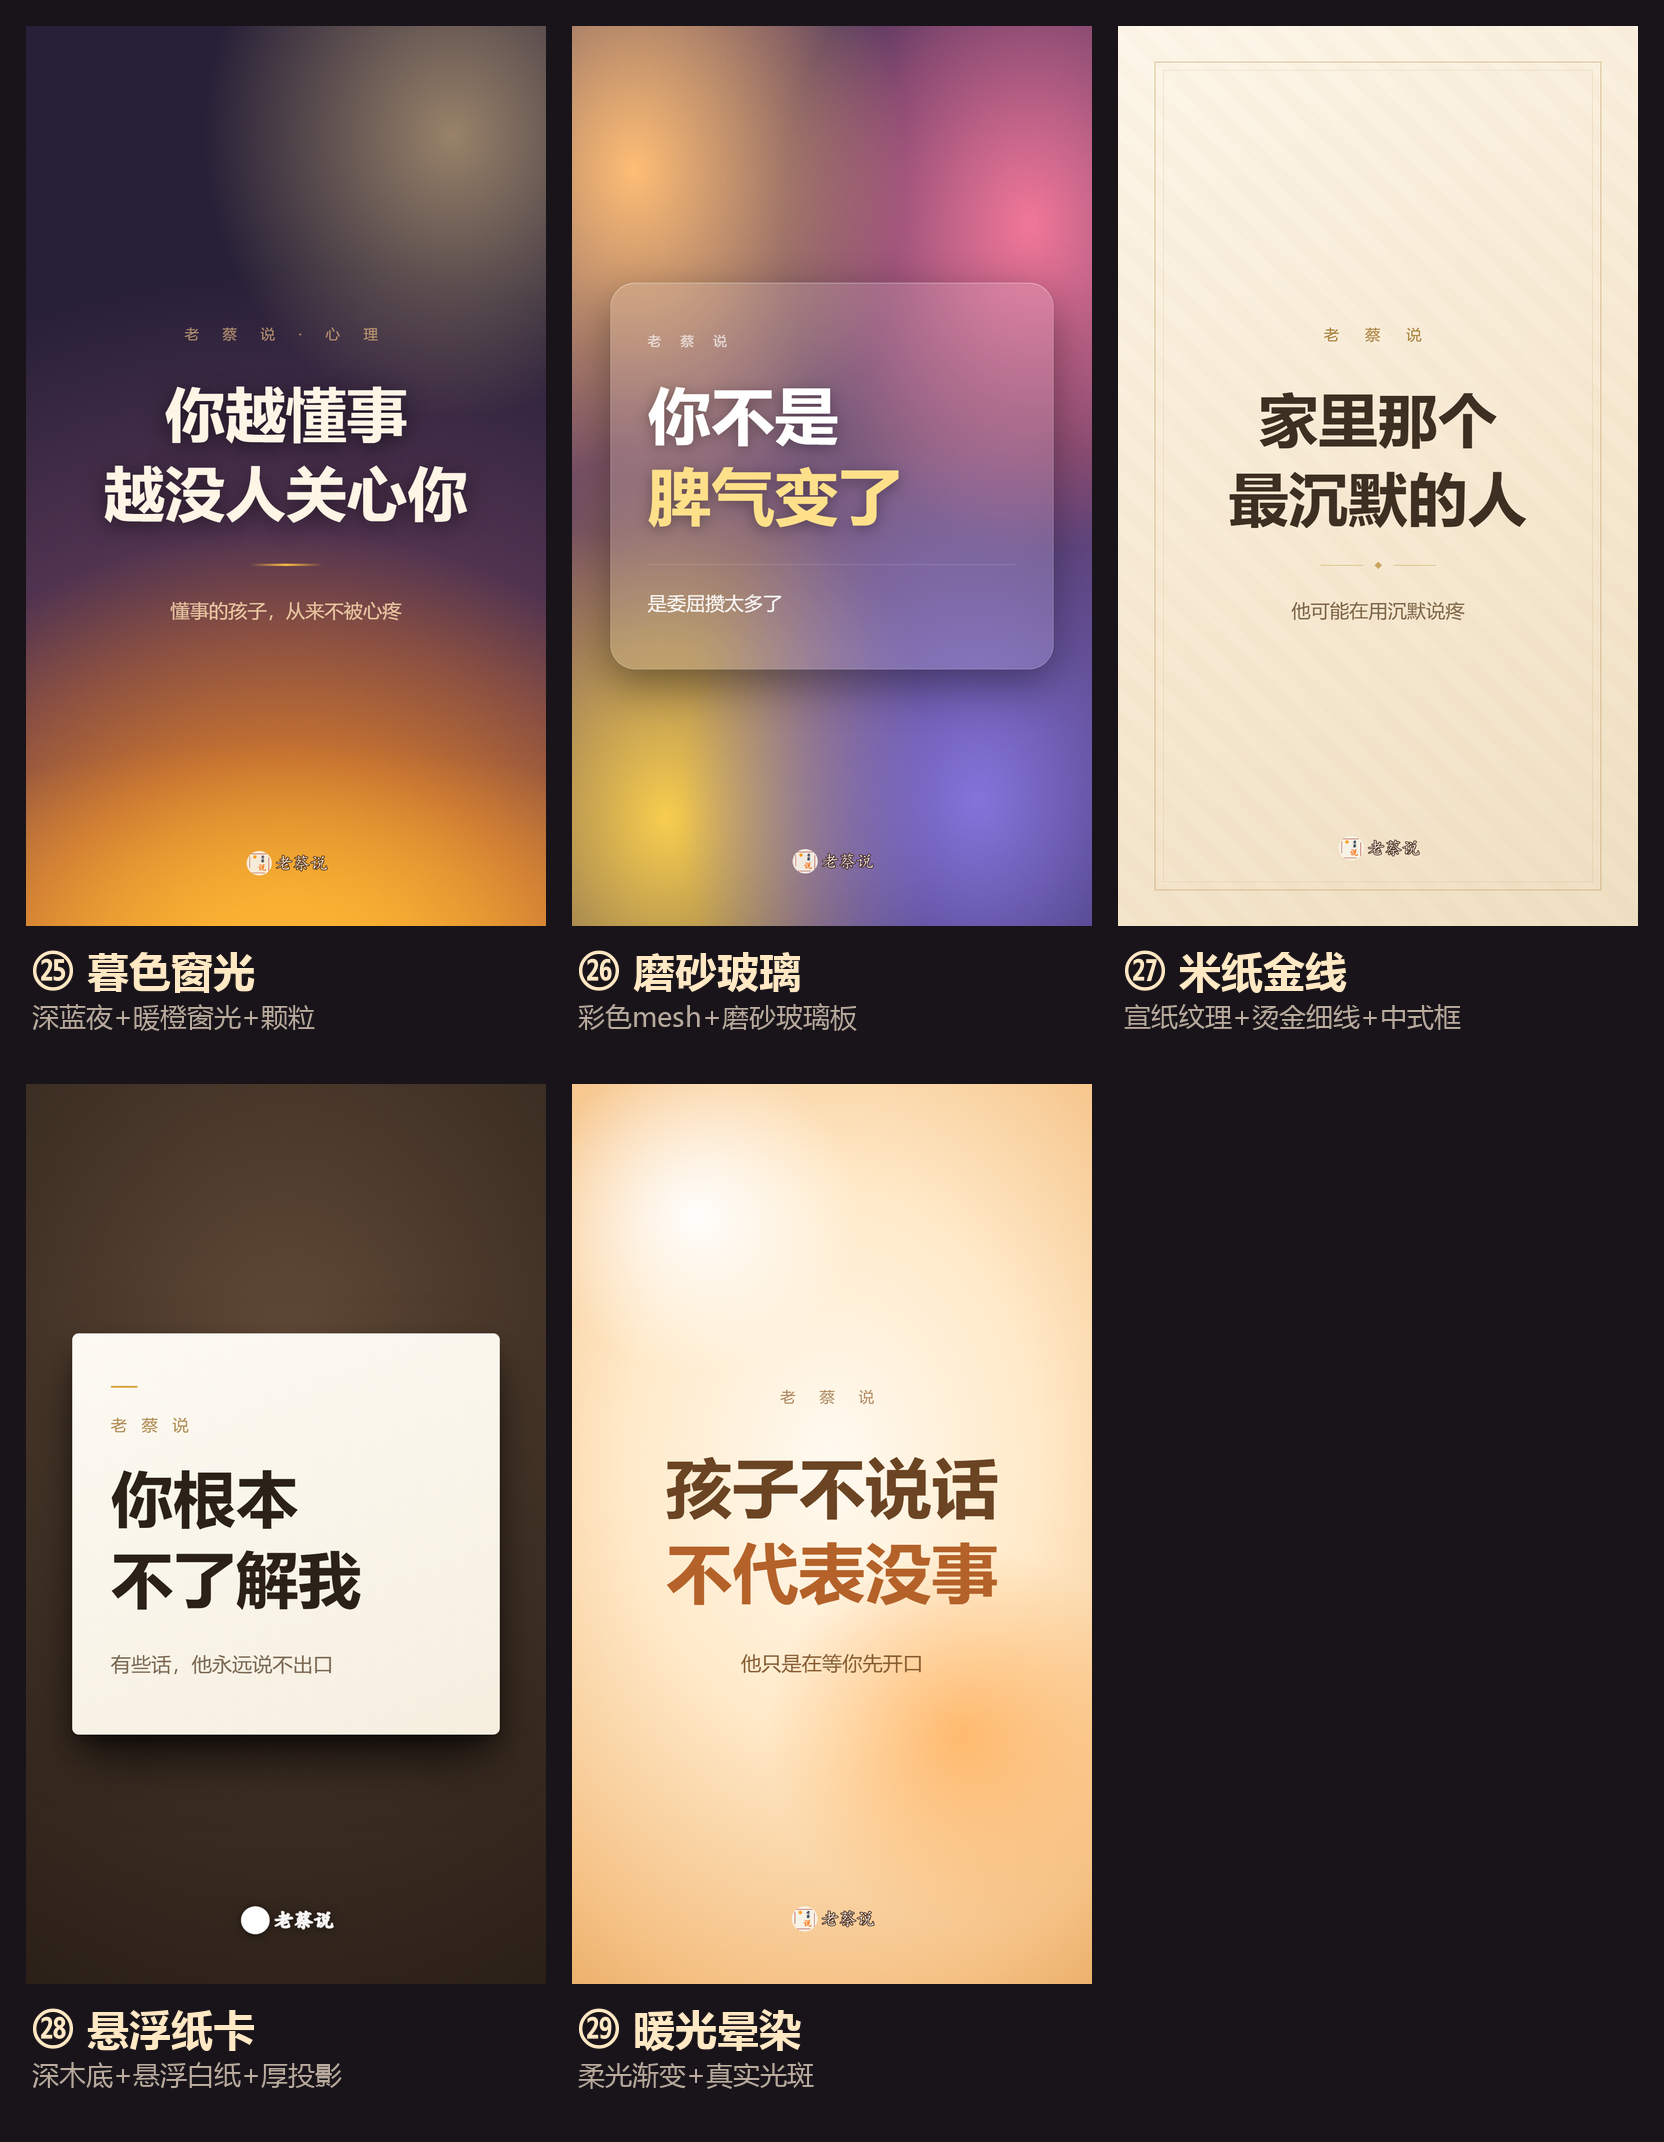 老蔡说·心理
你越懂事
越没人关心你
懂事的孩子，从来不被心疼
老蔡说
㉕ 暮色窗光
深蓝夜+暖橙窗光+颗粒
老蔡说
你不是
脾气变了
是委屈攒太多了
老蔡说
㉖ 磨砂玻璃
彩色mesh+磨砂玻璃板
老蔡说
家里那个
最沉默的人
他可能在用沉默说疼
老蔡说
㉗ 米纸金线
宣纸纹理+烫金细线+中式框
老蔡说
你根本
不了解我
有些话，他永远说不出口
老蔡说
㉘ 悬浮纸卡
深木底+悬浮白纸+厚投影
老蔡说
孩子不说话
不代表没事
他只是在等你先开口
老蔡说
㉙ 暖光晕染
柔光渐变+真实光斑